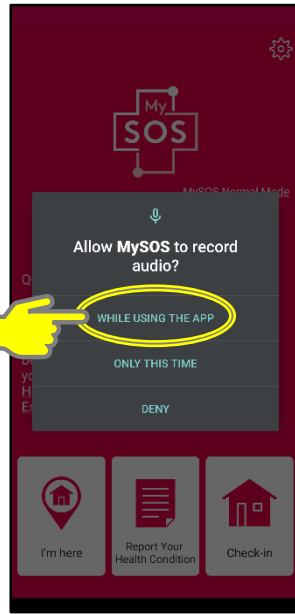 My
SOS
MySOS Normal Mode
Allow MySOS to record
audio?
WHILE USING THE APP
ONLY THIS TIME
DENY
I'm here
Report Your
Health Condition
Check-in